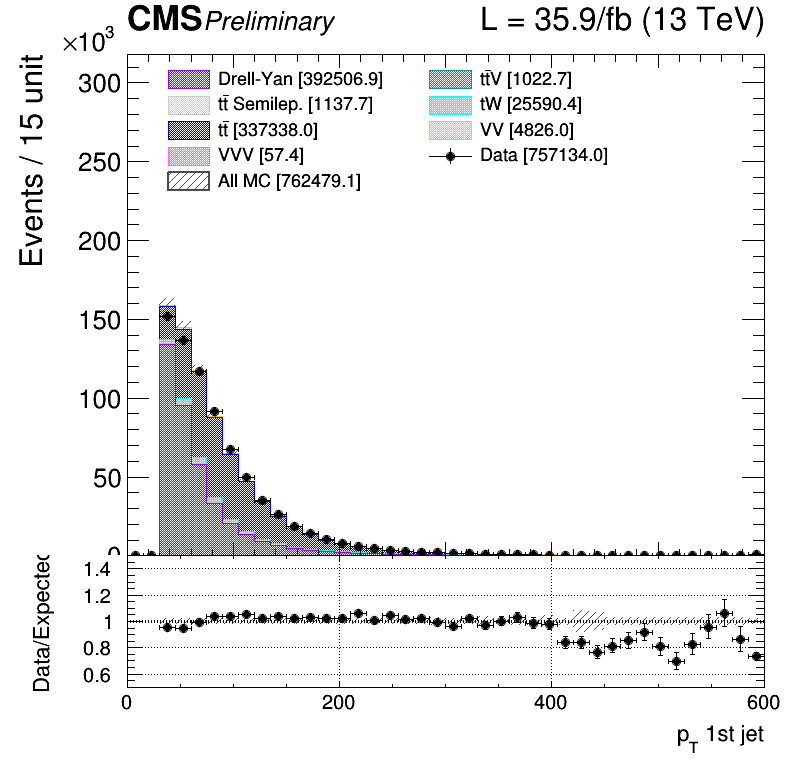 CMS Preliminary L = 35.9/fb (13 TeV)
×10³
Events / 15 unit
300
250
200
150
100
50
0
Drell-Yan [392506.9]
tt̄ Semilep. [1137.7]
tt̄ [337338.0]
VVV [57.4]
All MC [762479.1]
tt̄V [1022.7]
tW [25590.4]
VV [4826.0]
Data [757134.0]
Data/Expected
1.4
1.2
1
0.8
0.6
0 200 400 600
p_T 1st jet